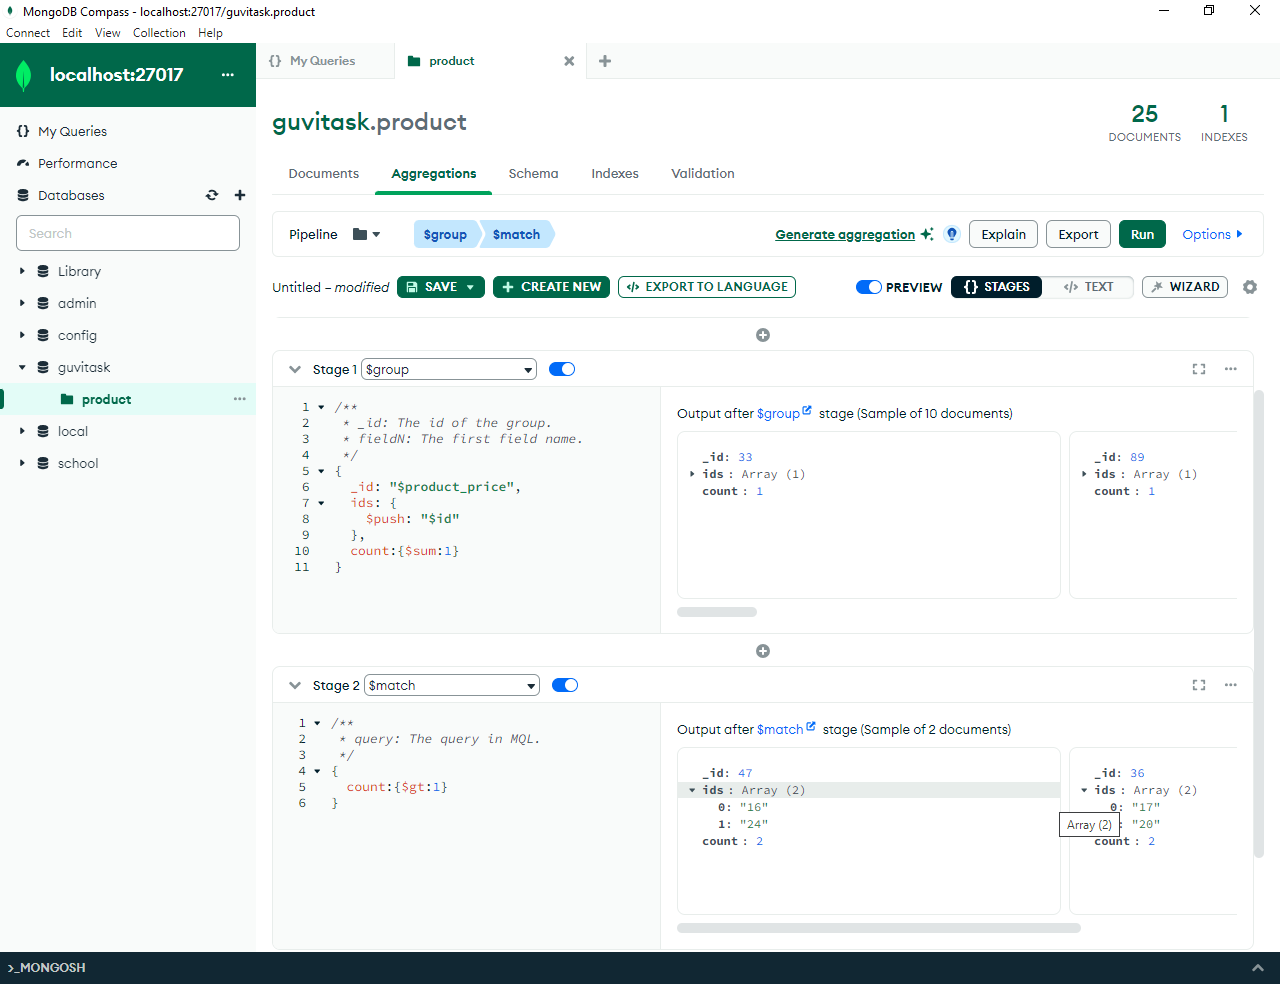 MongoDB Compass - localhost:27017/guvitask.product
Connect Edit View Collection Help
localhost:27017 ...
My Queries
Performance
Databases
Search
Library
admin
config
guvitask
product ...
local
school
{} My Queries
product
guvitask.product
25
DOCUMENTS
1
INDEXES
Documents Aggregations Schema Indexes Validation
Pipeline $group $match Generate aggregation Explain Export Run Options
Untitled – modified SAVE + CREATE NEW </> EXPORT TO LANGUAGE PREVIEW {} STAGES </> TEXT WIZARD
Stage 1 $group ...
1 /**
2 * _id: The id of the group.
3 * fieldN: The first field name.
4 */
5 {
6 _id: "$product_price",
7 ids: {
8 $push: "$id"
9 },
10 count:{$sum:1}
11 }
Output after $group stage (Sample of 10 documents)
_id: 33
ids : Array (1)
count : 1
_id: 89
ids : Array (1)
count : 1
Stage 2 $match ...
1 /**
2 * query: The query in MQL.
3 */
4 {
5 count:{$gt:1}
6 }
Output after $match stage (Sample of 2 documents)
_id: 47
ids : Array (2)
0: "16"
1: "24"
count : 2
_id: 36
ids : Array (2)
0: "17"
: "20"
count : 2
Array (2)
>_MONGOSH